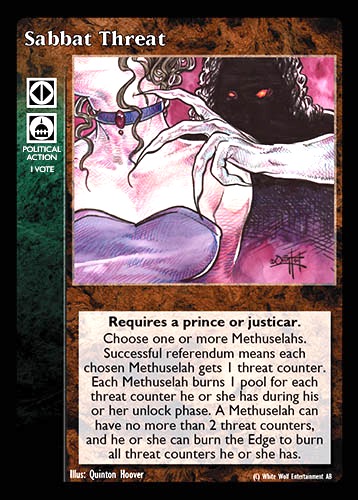 Sabbat Threat
POLITICAL
ACTION
1 VOTE
Requires a prince or justicar.
Choose one or more Methuselahs.
Successful referendum means each
chosen Methuselah gets 1 threat counter.
Each Methuselah burns 1 pool for each
threat counter he or she has during his
or her unlock phase. A Methuselah can
have no more than 2 threat counters,
and he or she can burn the Edge to burn
all threat counters he or she has.
Illus: Quinton Hoover
(C) White Wolf Entertainment AB